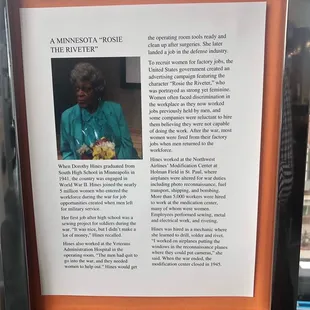 A MINNESOTA "ROSIE
THE RIVETER"
When Dorothy Hines graduated from
South High School in Minneapolis in
1941, the country was engaged in
World War II. Hines joined the nearly
5 million women who entered the
workforce during the war for job
opportunities created when men left
for military service.
Her first job after high school was a
sewing project for soldiers during the
war. "It was nice, but I didn't make a
lot of money," Hines recalled.
Hines also worked at the Veterans
Administration Hospital in the
operating room. "The men had quit to
go into the war, and they needed
women to help out." Hines would get
the operating room tools ready and
clean up after surgeries. She later
landed a job in the defense industry.
To recruit women for factory jobs, the
United States government created an
advertising campaign featuring the
character "Rosie the Riveter," who
was portrayed as strong yet feminine.
Women often faced discrimination in
the workplace as they now worked
jobs previously held by men, and
some companies were reluctant to hire
them believing they were not capable
of doing the work. After the war, most
women were fired from their factory
jobs when men returned to the
workforce.
Hines worked at the Northwest
Airlines' Modification Center at
Holman Field in St. Paul, where
airplanes were altered for war duties
including photo reconnaissance, fuel
transport, shipping, and bombing.
More than 5,000 workers were hired
to work at the modification center,
many of whom were women.
Employees performed sewing, metal
and electrical work, and riveting.
Hines was hired as a mechanic where
she learned to drill, solder and rivet.
"I worked on airplanes putting the
windows in the reconnaissance planes
where they could put cameras," she
said. When the war ended, the
modification center closed in 1945.